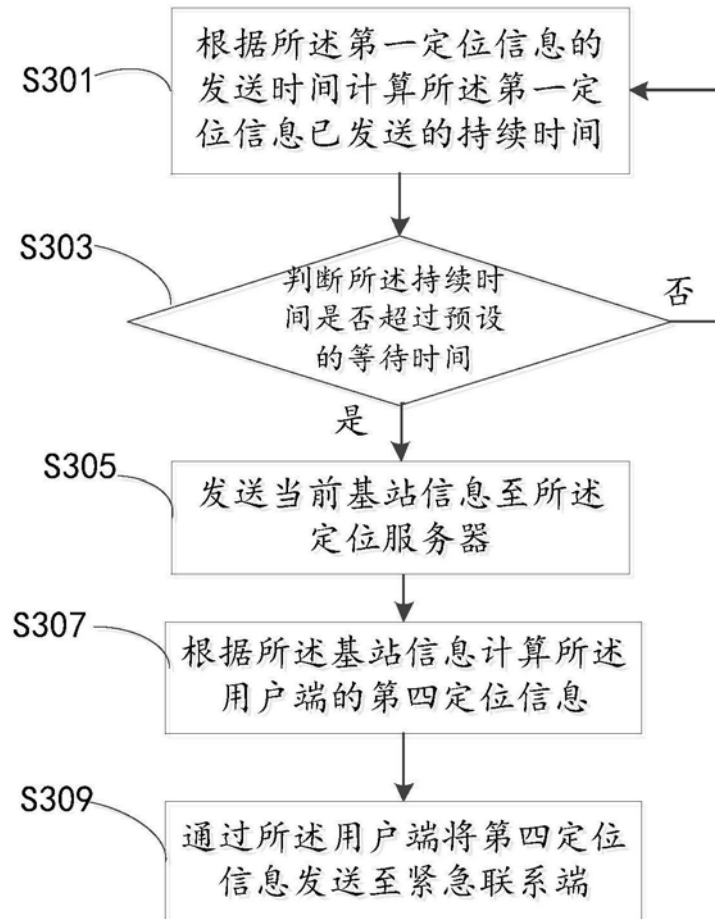 S301
根据所述第一定位信息的
发送时间计算所述第一定
位信息已发送的持续时间
S303
判断所述持续时
间是否超过预设
的等待时间
否
是
S305
发送当前基站信息至所述
定位服务器
S307
根据所述基站信息计算所述
用户端的第四定位信息
S309
通过所述用户端将第四定位
信息发送至紧急联系端